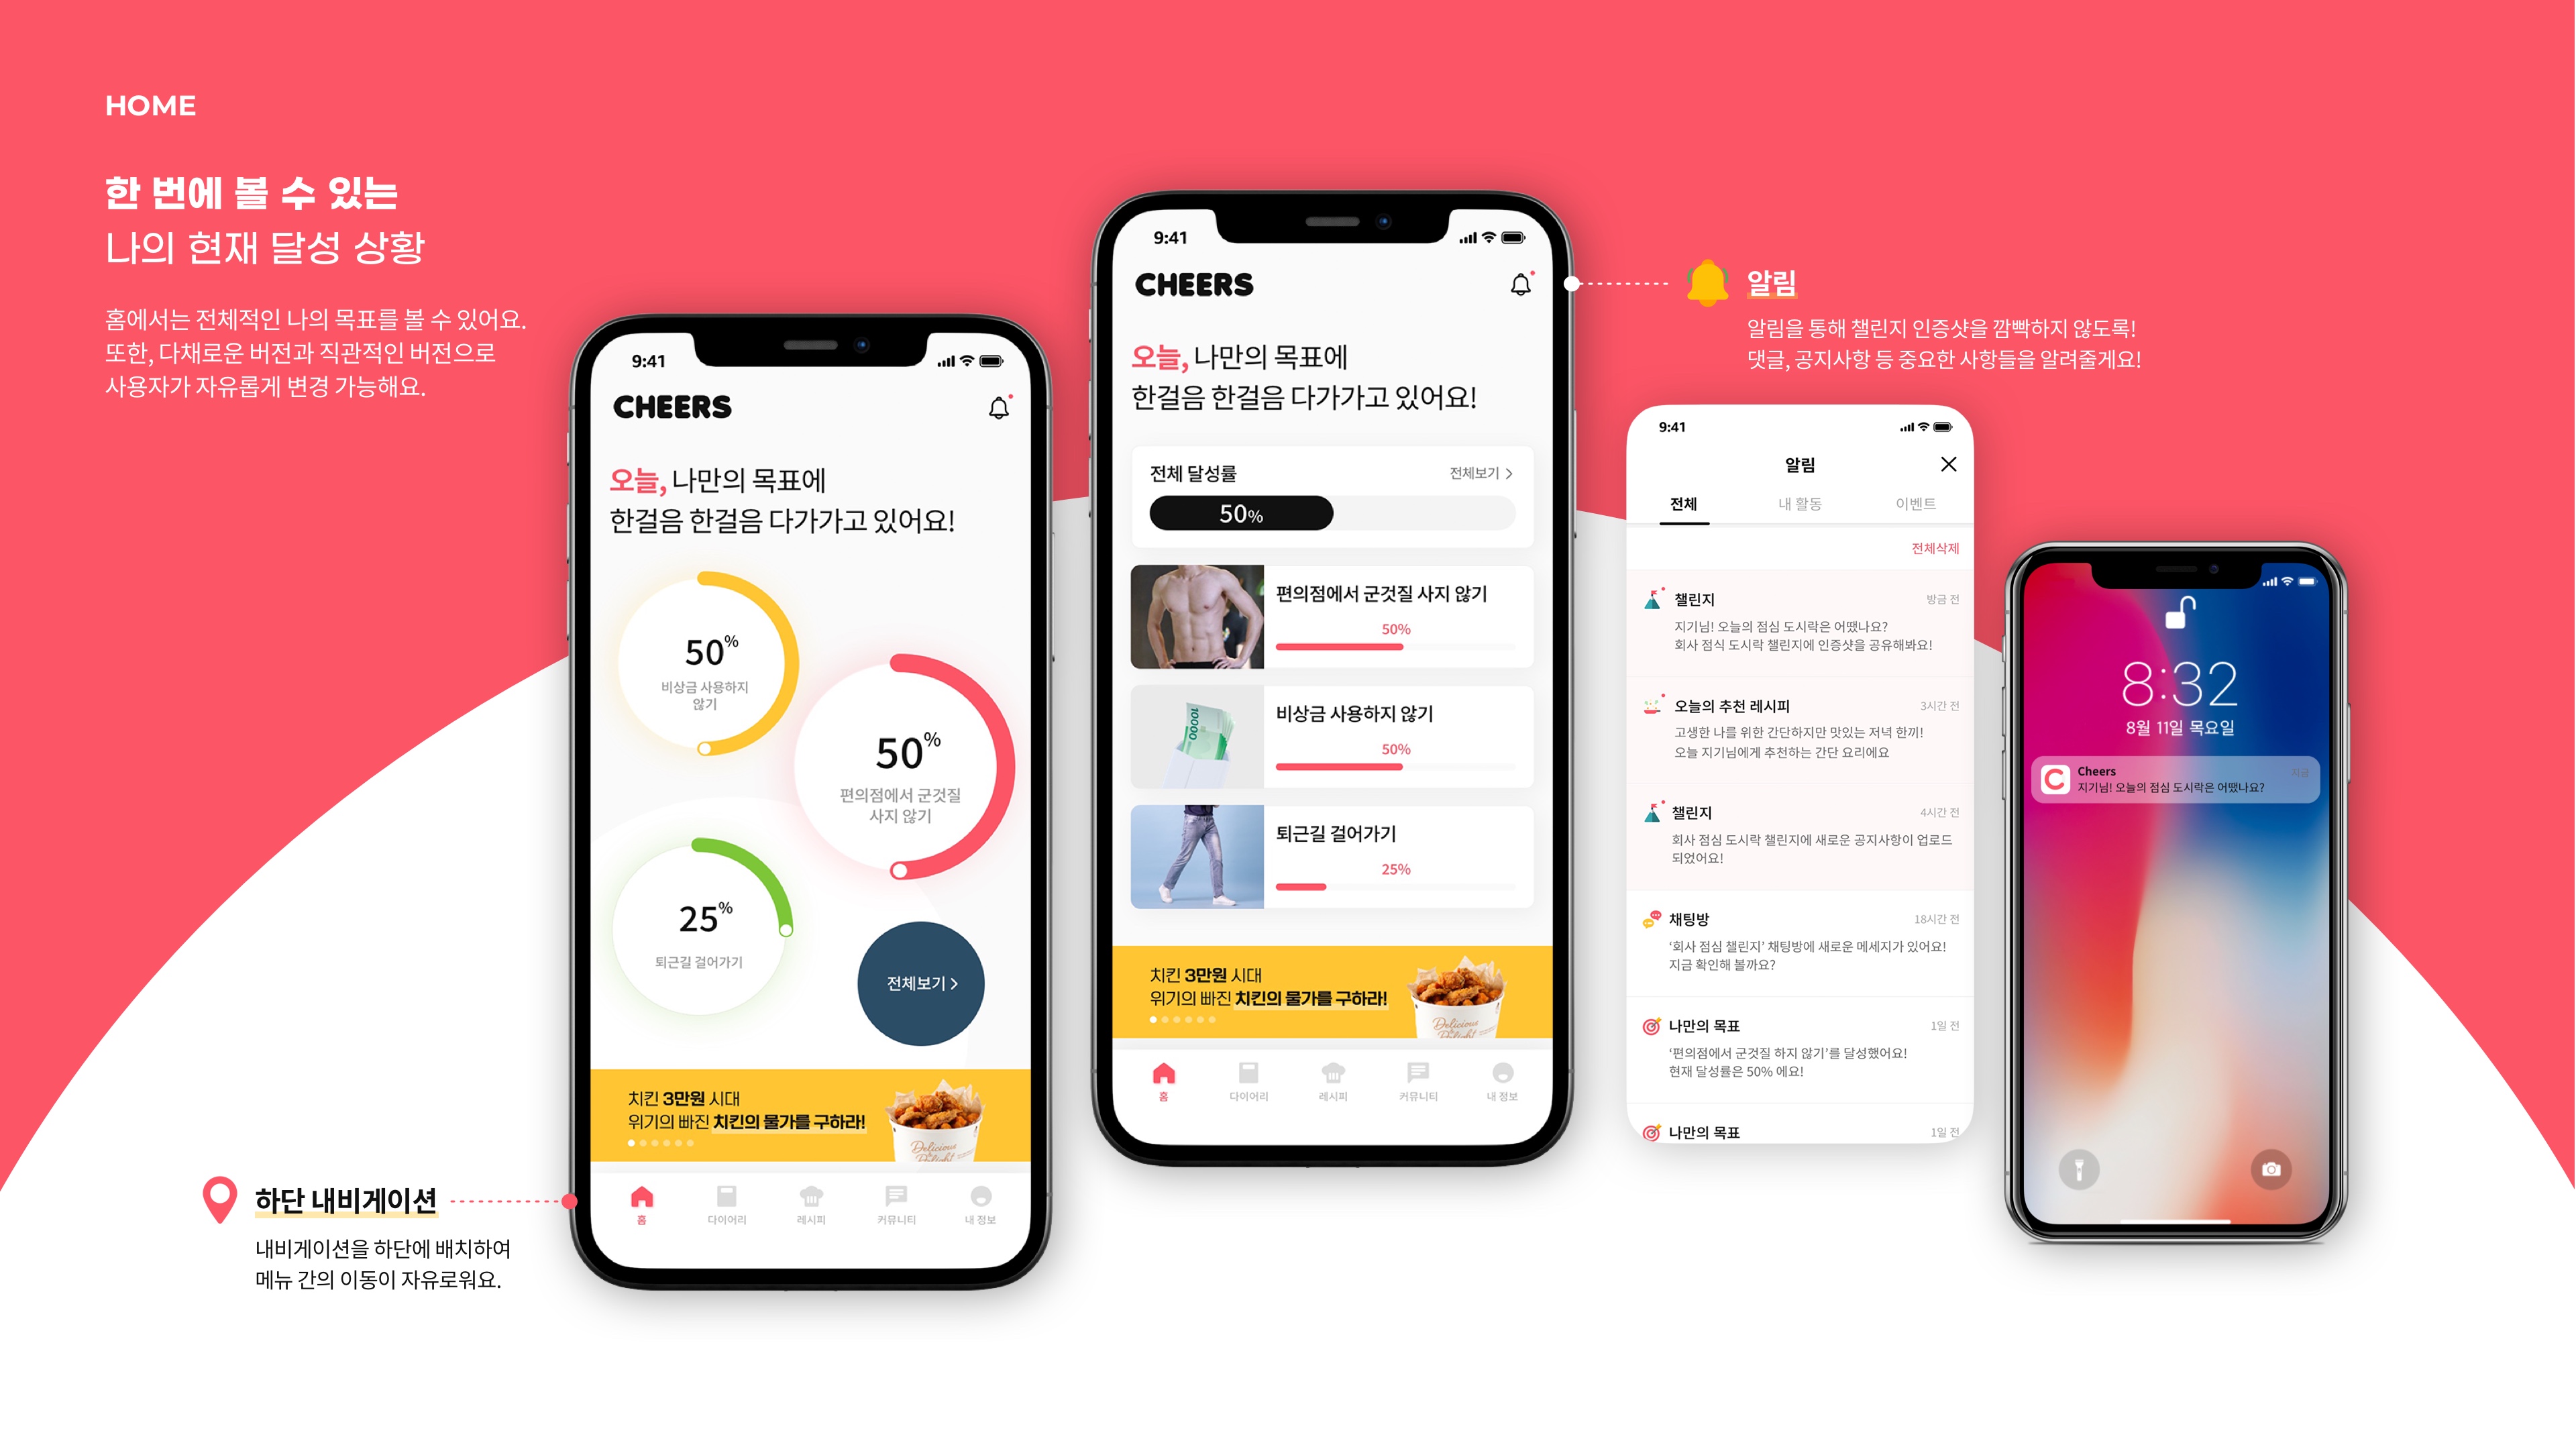 HOME
한 번에 볼 수 있는
나의 현재 달성 상황
홈에서는 전체적인 나의 목표를 볼 수 있어요.
또한, 다채로운 버전과 직관적인 버전으로
사용자가 자유롭게 변경 가능해요.
하단 내비게이션
내비게이션을 하단에 배치하여
메뉴 간의 이동이 자유로워요.
9:41
CHEERS
오늘, 나만의 목표에
한걸음 한걸음 다가가고 있어요!
50%
비상금 사용하지
않기
50%
편의점에서 군것질
사지 않기
25%
퇴근길 걸어가기
전체보기 >
치킨 3만원 시대
위기의 빠진 치킨의 물가를 구하라!
Delicious
Delight
홈 다이어리 레시피 커뮤니티 내 정보
9:41
CHEERS
오늘, 나만의 목표에
한걸음 한걸음 다가가고 있어요!
전체 달성률 전체보기 >
50%
편의점에서 군것질 사지 않기
50%
10000
비상금 사용하지 않기
50%
퇴근길 걸어가기
25%
치킨 3만원 시대
위기의 빠진 치킨의 물가를 구하라!
Delicious
Delight
홈 다이어리 레시피 커뮤니티 내 정보
알림
알림을 통해 챌린지 인증샷을 깜빡하지 않도록!
댓글, 공지사항 등 중요한 사항들을 알려줄게요!
9:41
알림
전체 내 활동 이벤트
전체삭제
챌린지 방금 전
지기님! 오늘의 점심 도시락은 어땠나요?
회사 점식 도시락 챌린지에 인증샷을 공유해봐요!
오늘의 추천 레시피 3시간 전
고생한 나를 위한 간단하지만 맛있는 저녁 한끼!
오늘 지기님에게 추천하는 간단 요리에요
챌린지 4시간 전
회사 점심 도시락 챌린지에 새로운 공지사항이 업로드
되었어요!
채팅방 18시간 전
‘회사 점심 챌린지’ 채팅방에 새로운 메세지가 있어요!
지금 확인해 볼까요?
나만의 목표 1일 전
‘편의점에서 군것질 하지 않기’를 달성했어요!
현재 달성률은 50% 에요!
나만의 목표 1일 전
8:32
8월 11일 목요일
C
Cheers 지금
지기님! 오늘의 점심 도시락은 어땠나요?